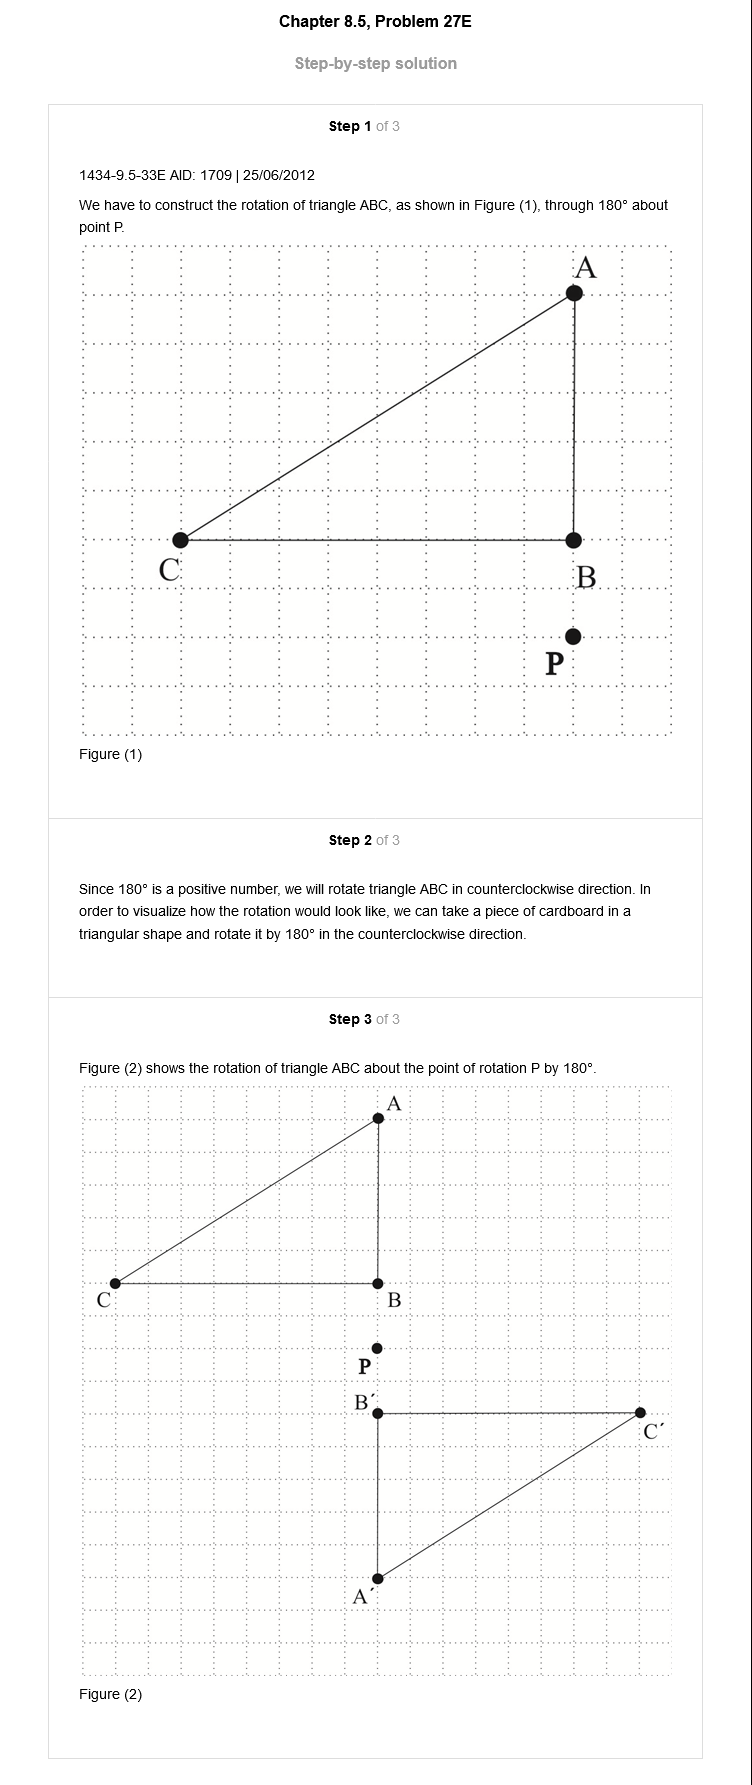 Chapter 8.5, Problem 27E
Step-by-step solution
Step 1 of 3
1434-9.5-33E AID: 1709 | 25/06/2012
We have to construct the rotation of triangle ABC, as shown in Figure (1), through 180° about
point P.
A
C
B
P
Figure (1)
Step 2 of 3
Since 180° is a positive number, we will rotate triangle ABC in counterclockwise direction. In
order to visualize how the rotation would look like, we can take a piece of cardboard in a
triangular shape and rotate it by 180° in the counterclockwise direction.
Step 3 of 3
Figure (2) shows the rotation of triangle ABC about the point of rotation P by 180°.
A
C
B
P
B´
C´
A´
Figure (2)